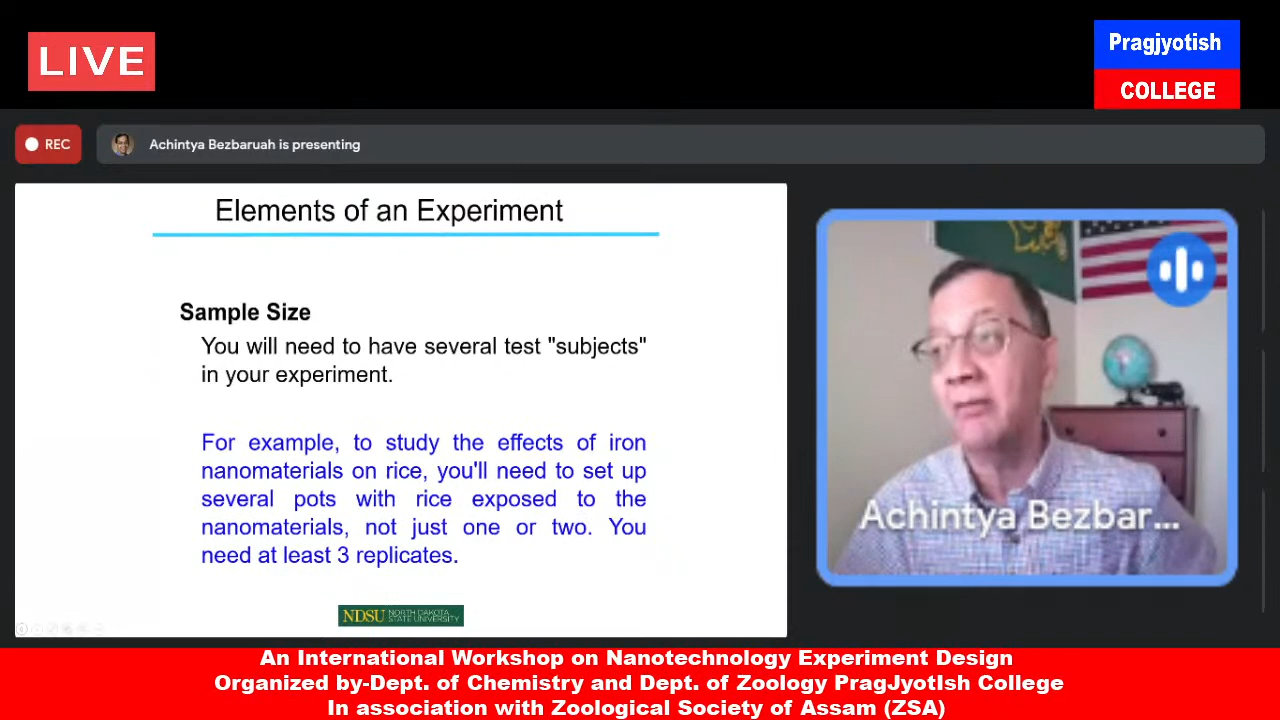 LIVE
Pragjyotish
COLLEGE
REC
Achintya Bezbaruah is presenting
Elements of an Experiment
Sample Size
You will need to have several test "subjects"
in your experiment.
For example, to study the effects of iron
nanomaterials on rice, you'll need to set up
several pots with rice exposed to the
nanomaterials, not just one or two. You
need at least 3 replicates.
NDSU NORTH DAKOTA
STATE UNIVERSITY
Achintya Bezbar...
An International Workshop on Nanotechnology Experiment Design
Organized by-Dept. of Chemistry and Dept. of Zoology PragJyotIsh College
In association with Zoological Society of Assam (ZSA)